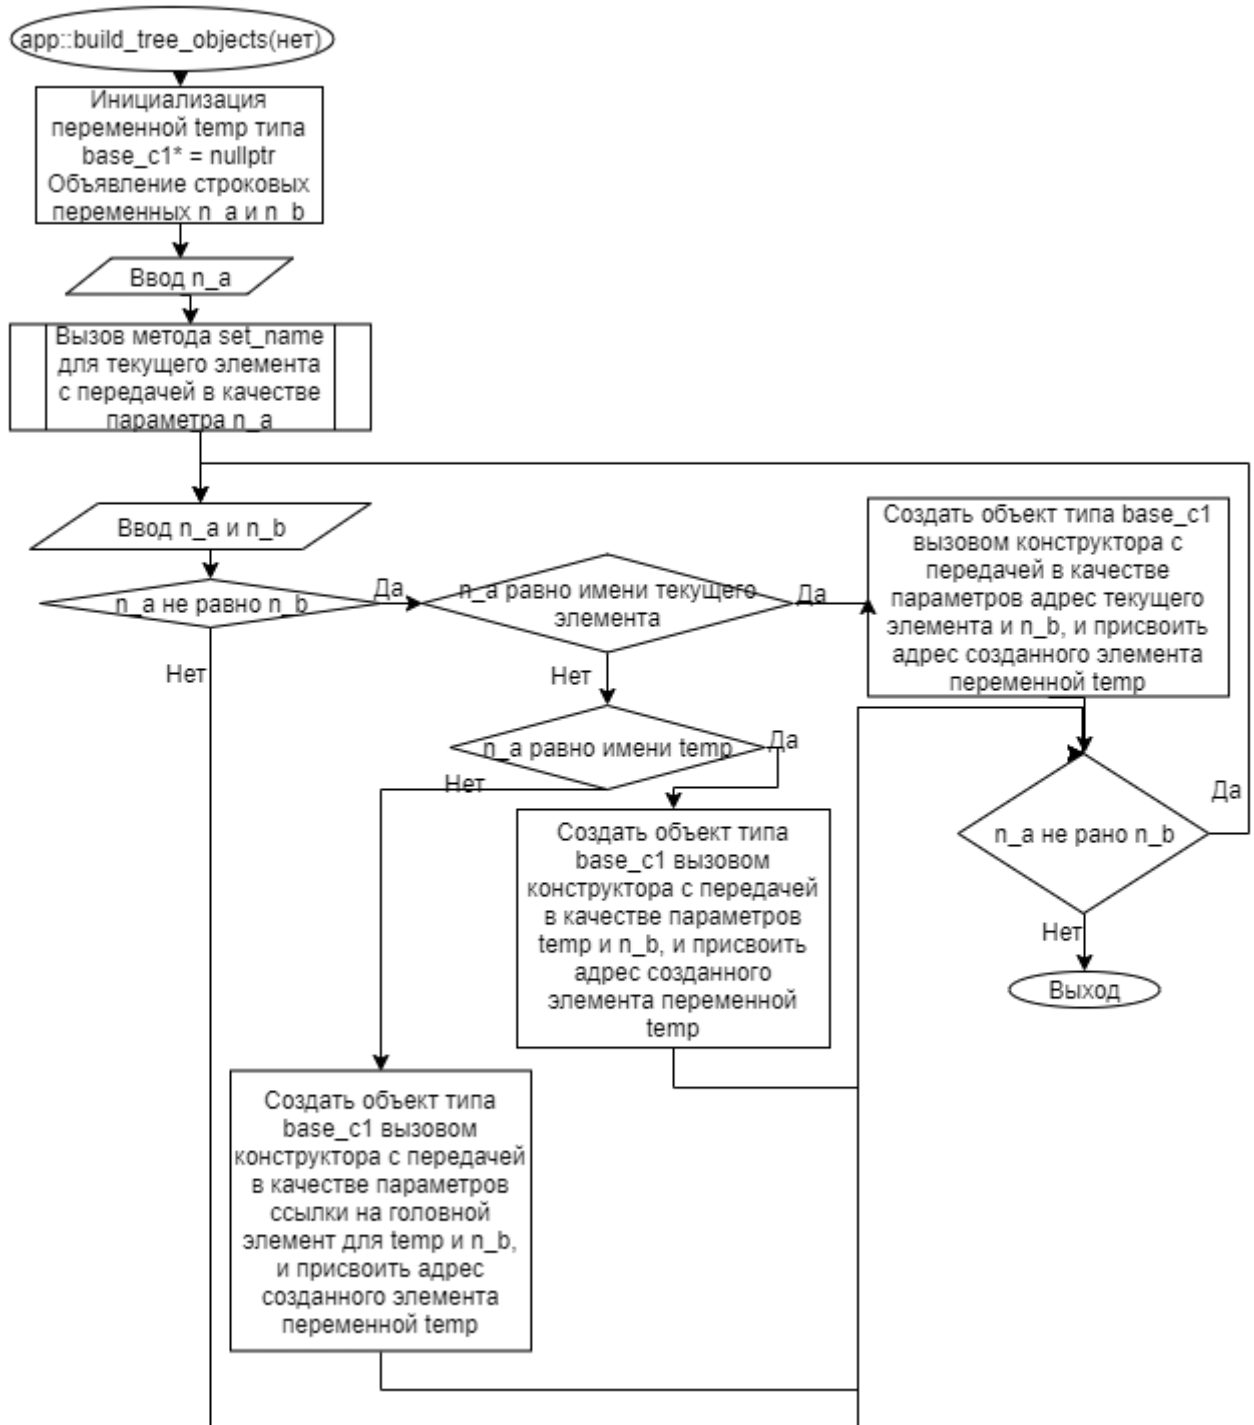 app::build_tree_objects(нет)
Инициализация
переменной temp типа
base_c1* = nullptr
Объявление строковых
переменных n_a и n_b
Ввод n_a
Вызов метода set_name
для текущего элемента
с передачей в качестве
параметра n_a
Ввод n_a и n_b
n_a не равно n_b
Да
Нет
n_a равно имени текущего
элемента
Да
Нет
Создать объект типа base_c1
вызовом конструктора с
передачей в качестве
параметров адрес текущего
элемента и n_b, и присвоить
адрес созданного элемента
переменной temp
n_a равно имени temp
Да
Нет
Создать объект типа
base_c1 вызовом
конструктора с передачей
в качестве параметров
temp и n_b, и присвоить
адрес созданного
элемента переменной
temp
n_a не рано n_b
Да
Нет
Выход
Создать объект типа
base_c1 вызовом
конструктора с передачей
в качестве параметров
ссылки на головной
элемент для temp и n_b,
и присвоить адрес
созданного элемента
переменной temp